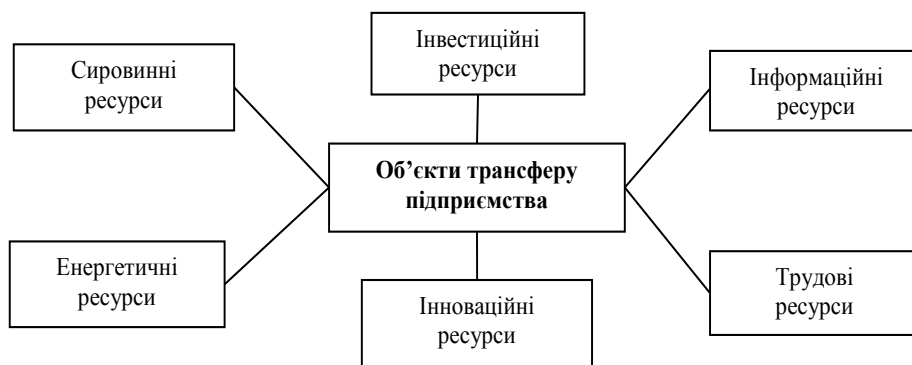 Інвестиційні
ресурси
Сировинні
ресурси
Інформаційні
ресурси
Об’єкти трансферу
підприємства
Енергетичні
ресурси
Інноваційні
ресурси
Трудові
ресурси